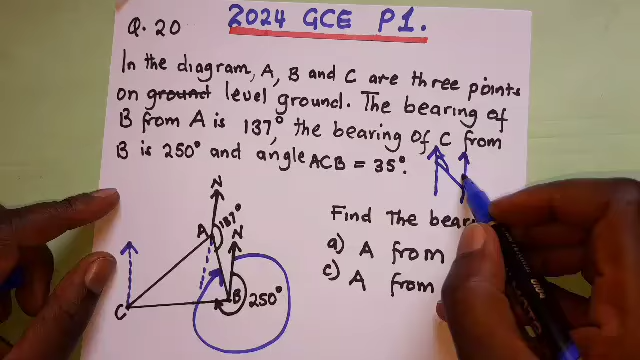 2024 GCE P1.
Q. 20
In the diagram, A, B and C are three points
on ground level ground. The bearing of
B from A is 137°, the bearing of C from
B is 250° and angle ACB = 35°.
N
A 137°
N
B 250°
C
Find the bear
a) A from
c) A from